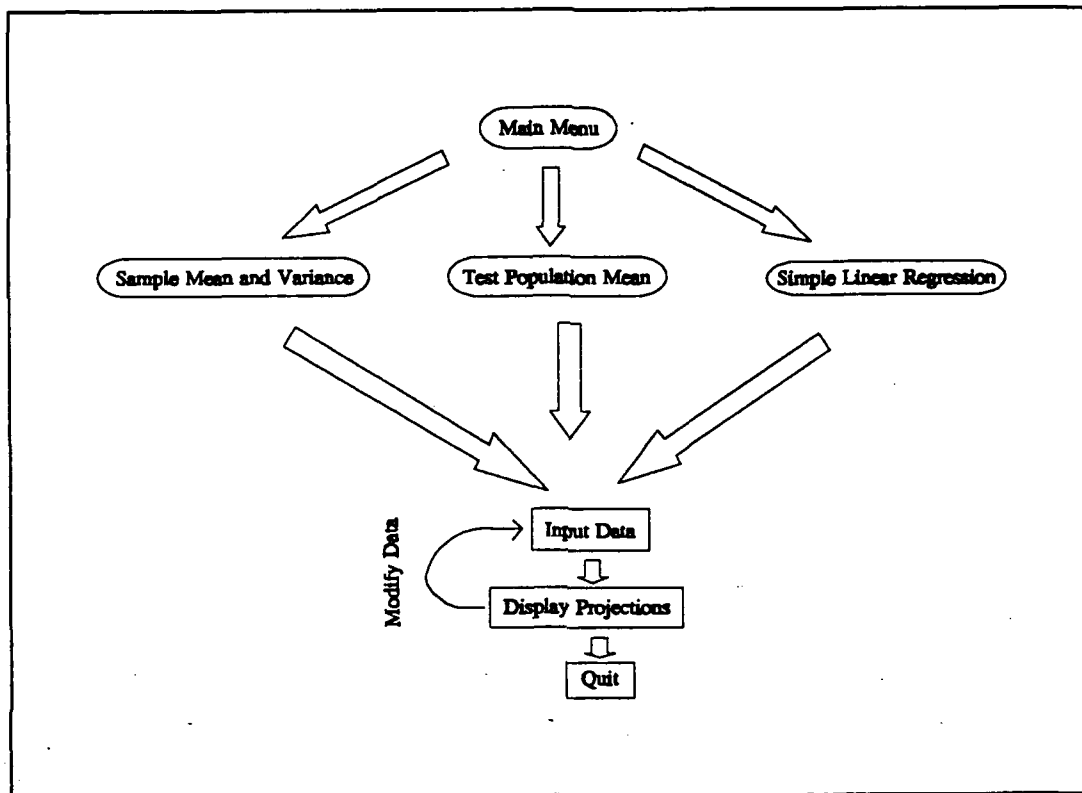 Main Menu
Sample Mean and Variance
Test Population Mean
Simple Linear Regression
Input Data
Modify Data
Display Projections
Quit